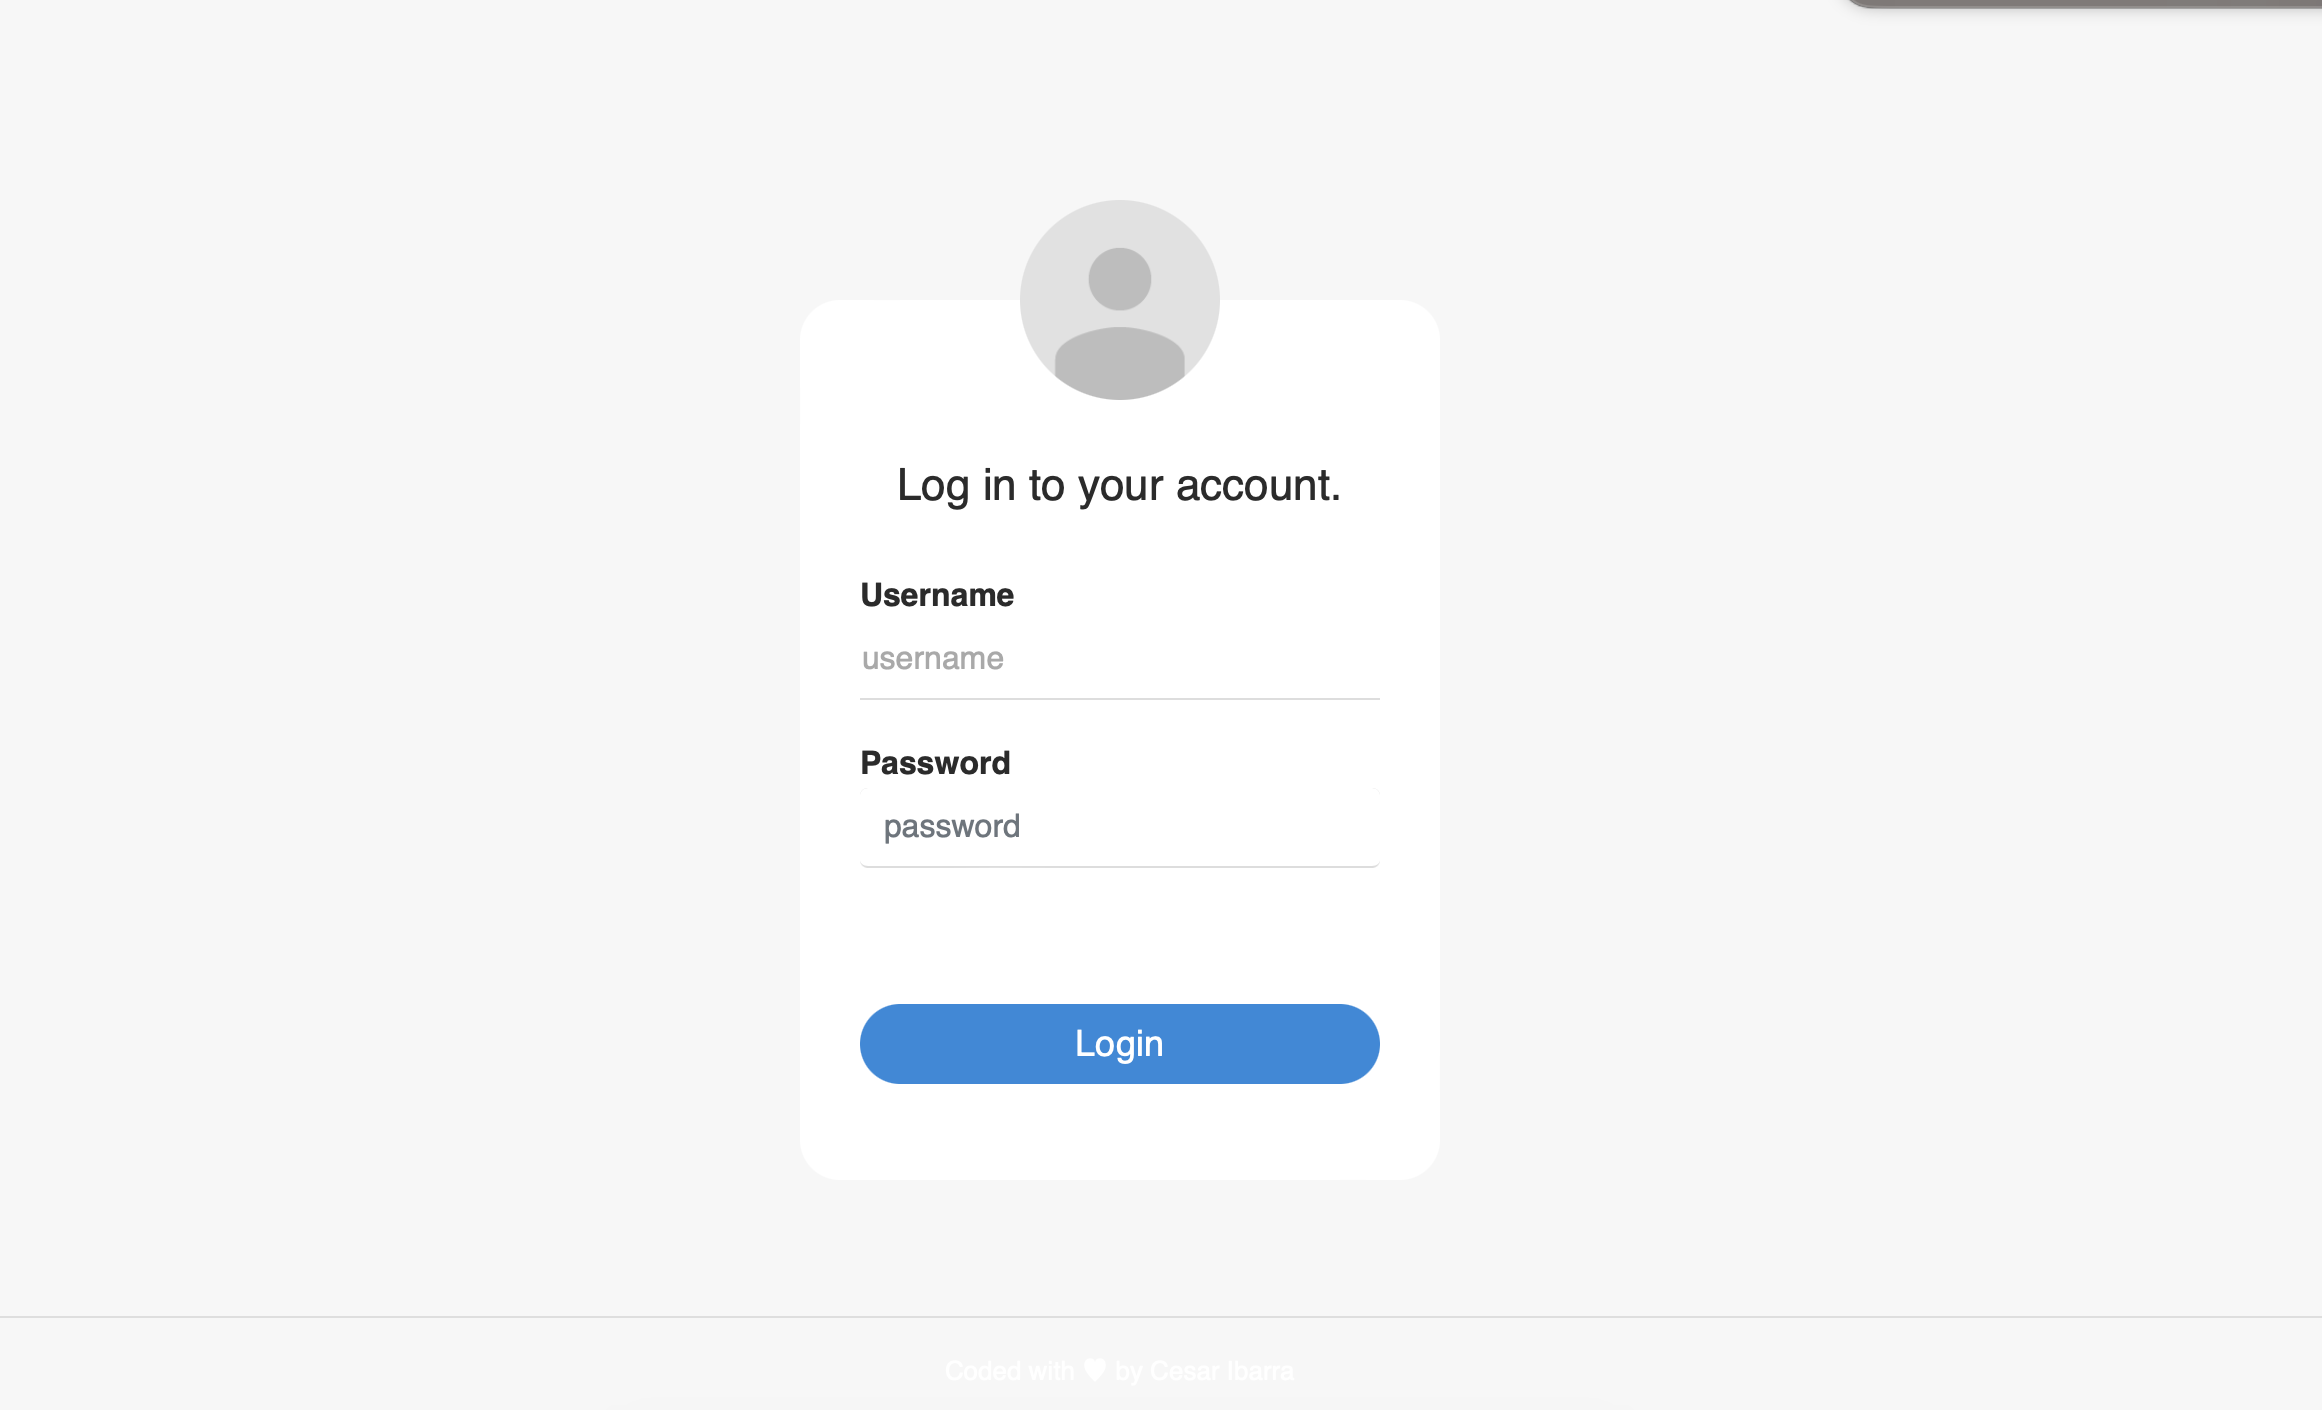 Log in to your account.
Username
username
Password
password
Login
Coded with ♥ by Cesar Ibarra